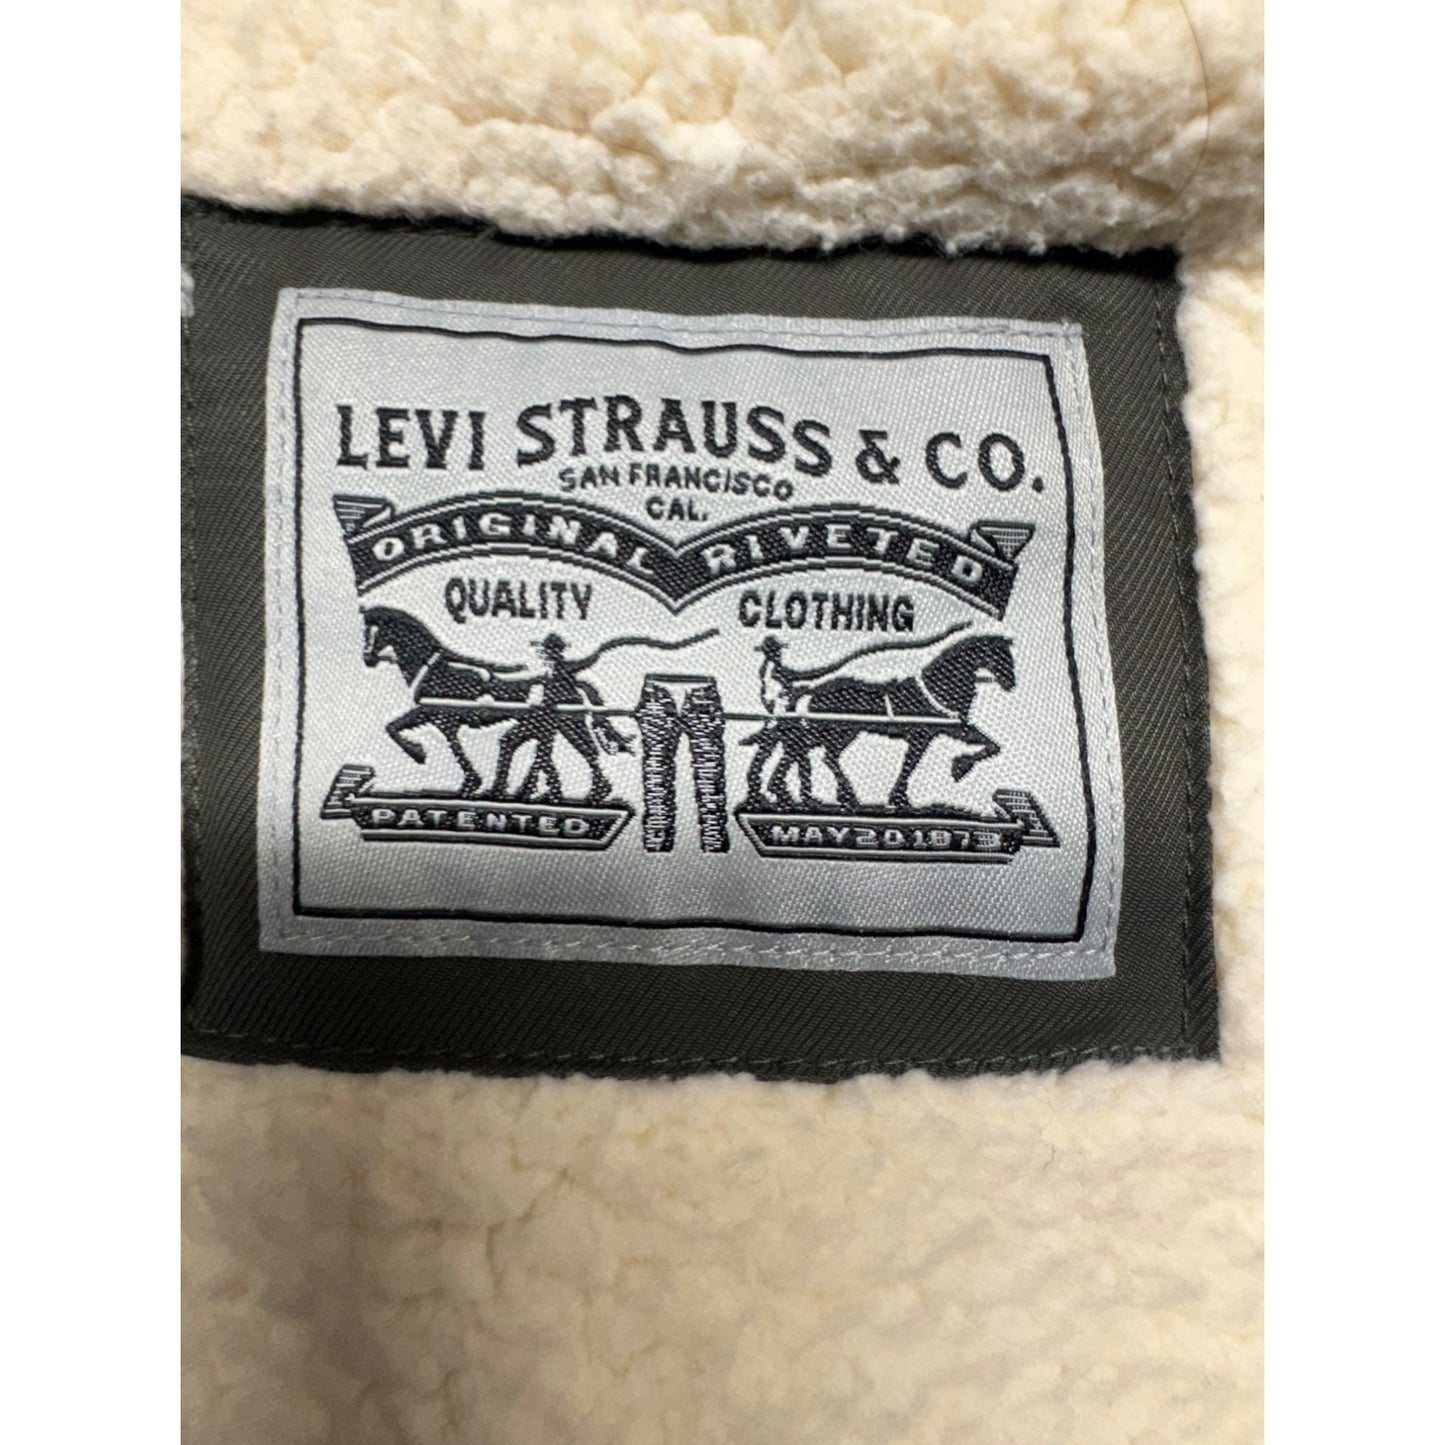 LEVI STRAUSS & CO.
SAN FRANCISCO
CAL.
ORIGINAL RIVETED
QUALITY CLOTHING
PATENTED MAY 20 1873